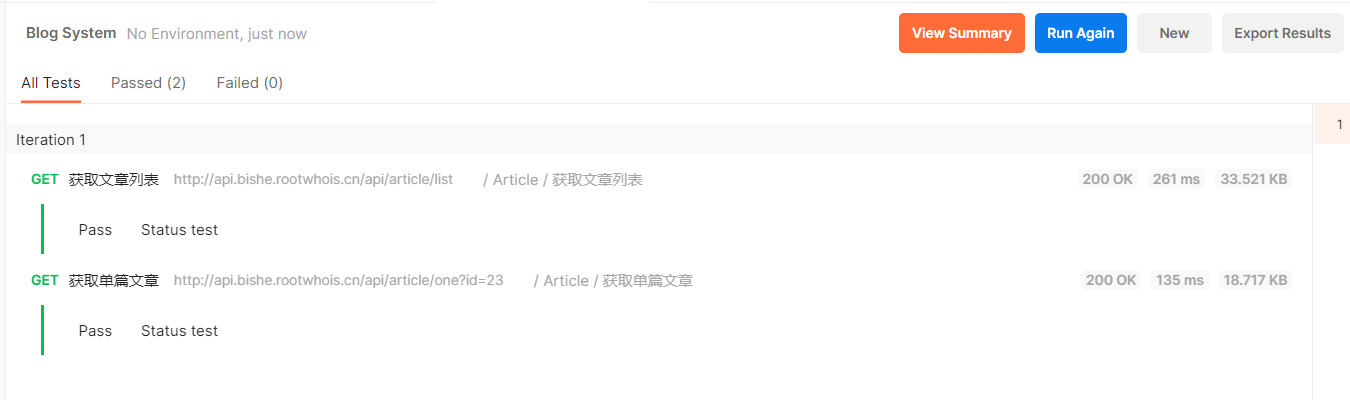 Blog System No Environment, just now View Summary Run Again New Export Results
All Tests Passed (2) Failed (0)
1
Iteration 1
GET 获取文章列表 http://api.bishe.rootwhois.cn/api/article/list / Article / 获取文章列表 200 OK 261 ms 33.521 KB
Pass Status test
GET 获取单篇文章 http://api.bishe.rootwhois.cn/api/article/one?id=23 / Article / 获取单篇文章 200 OK 135 ms 18.717 KB
Pass Status test